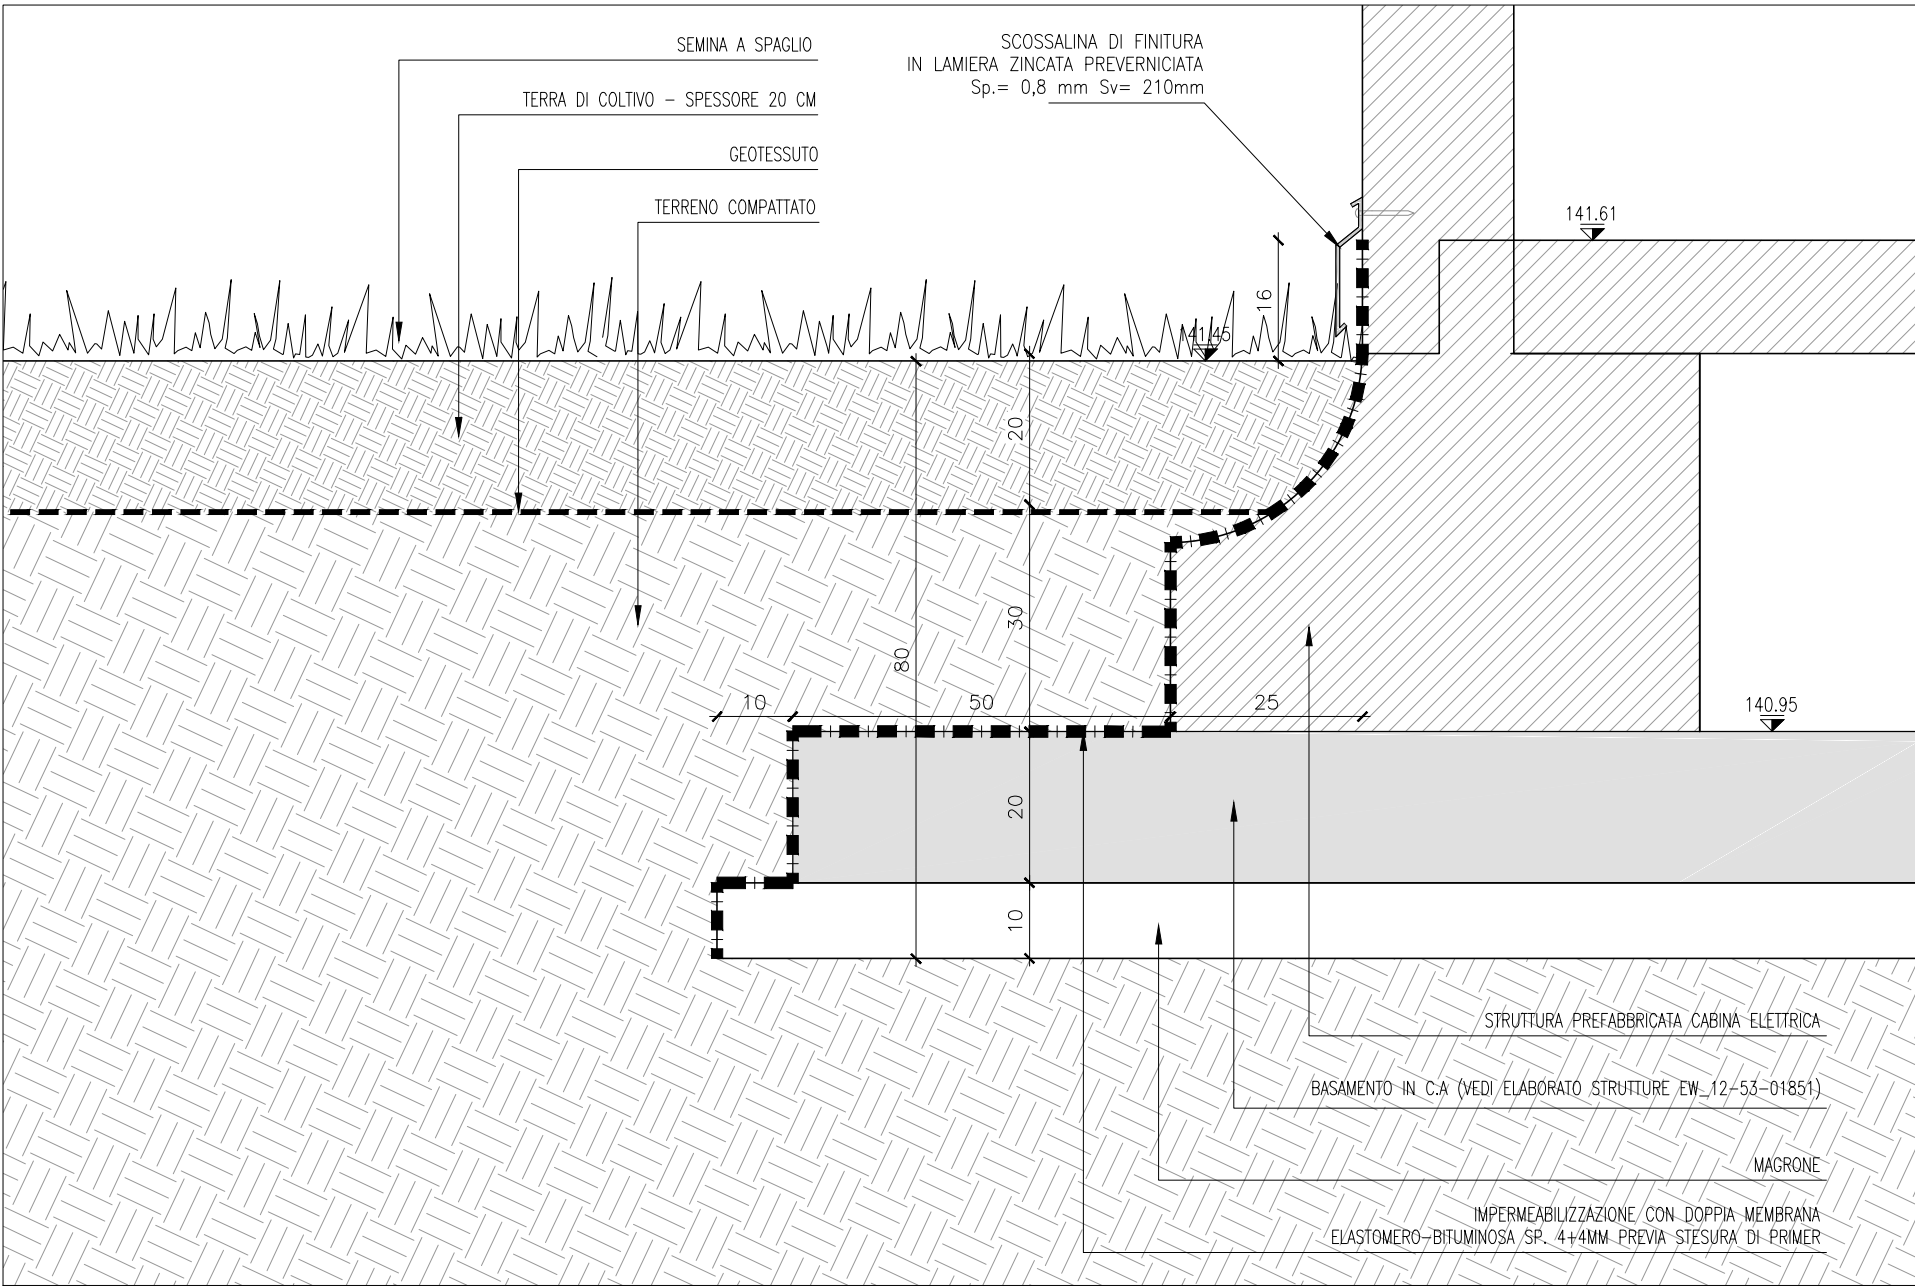 SEMINA A SPAGLIO
TERRA DI COLTIVO – SPESSORE 20 CM
GEOTESSUTO
TERRENO COMPATTATO
SCOSSALINA DI FINITURA
IN LAMIERA ZINCATA PREVERNICIATA
Sp.= 0,8 mm Sv= 210mm
141.61
16
141.45
20
30
80
10
50
25
140.95
20
10
STRUTTURA PREFABBRICATA CABINA ELETTRICA
BASAMENTO IN C.A (VEDI ELABORATO STRUTTURE EW_12-53-01851)
MAGRONE
IMPERMEABILIZZAZIONE CON DOPPIA MEMBRANA
ELASTOMERO-BITUMINOSA SP. 4+4MM PREVIA STESURA DI PRIMER